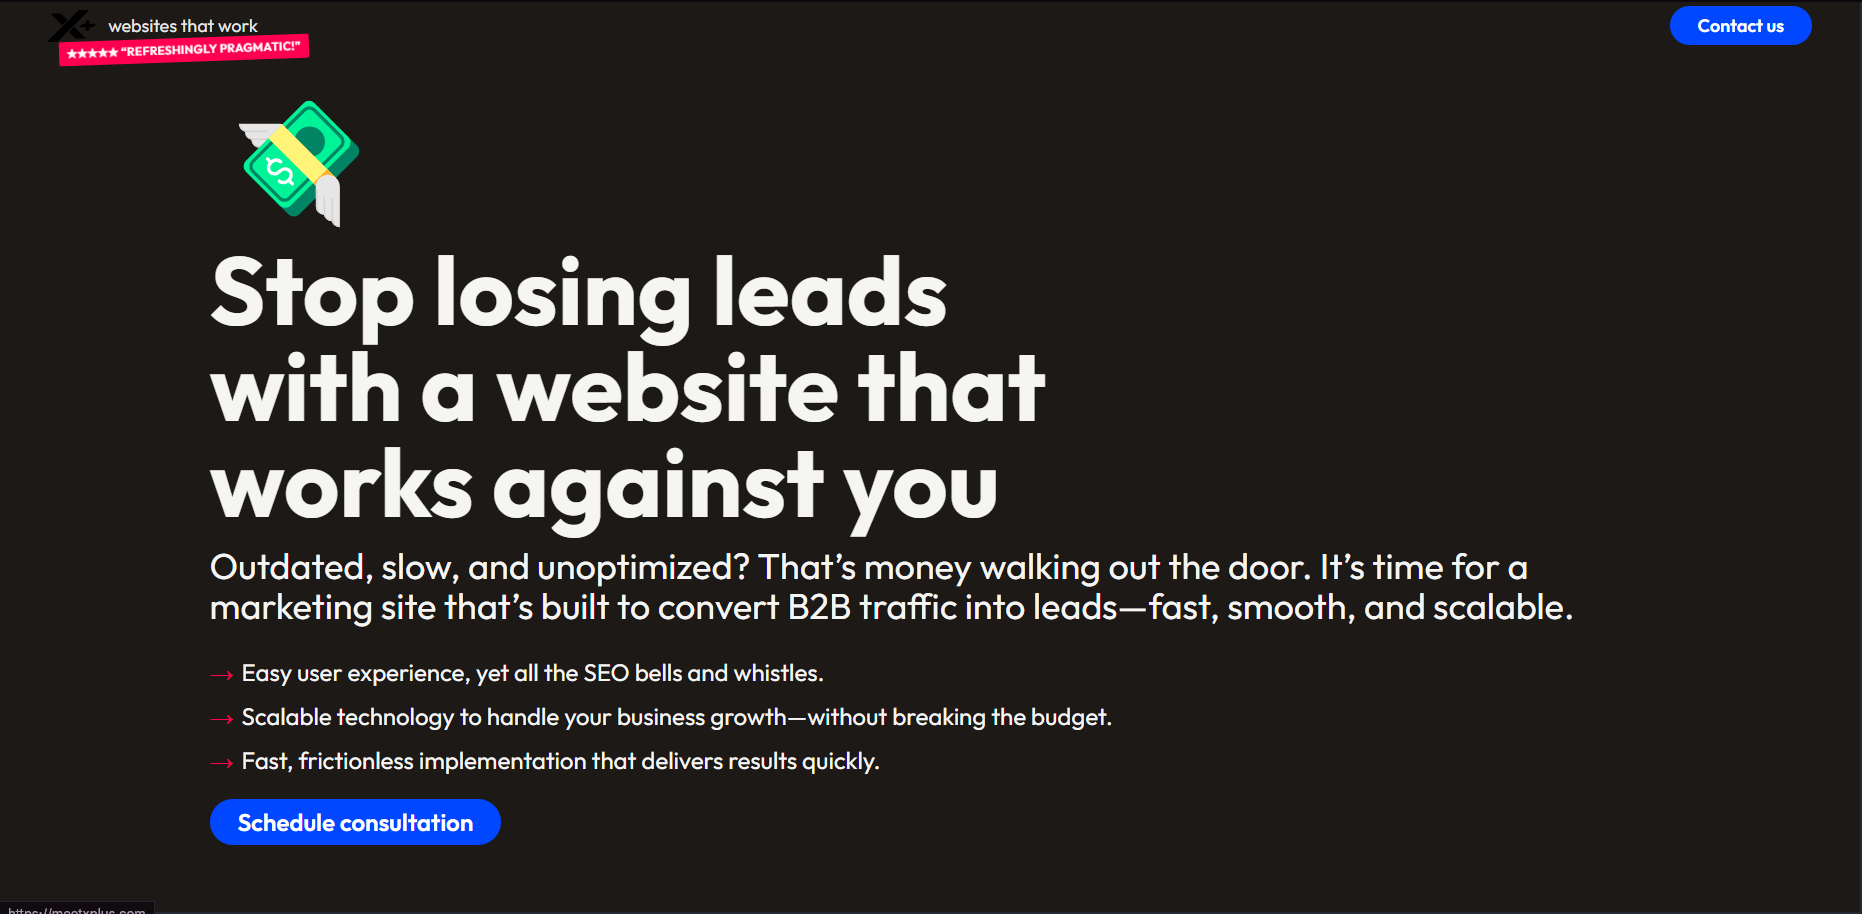 X+ websites that work
★★★★★ “REFRESHINGLY PRAGMATIC!”
Contact us
$
Stop losing leads
with a website that
works against you
Outdated, slow, and unoptimized? That’s money walking out the door. It’s time for a
marketing site that’s built to convert B2B traffic into leads—fast, smooth, and scalable.
→ Easy user experience, yet all the SEO bells and whistles.
→ Scalable technology to handle your business growth—without breaking the budget.
→ Fast, frictionless implementation that delivers results quickly.
Schedule consultation
https://meetxplus.com